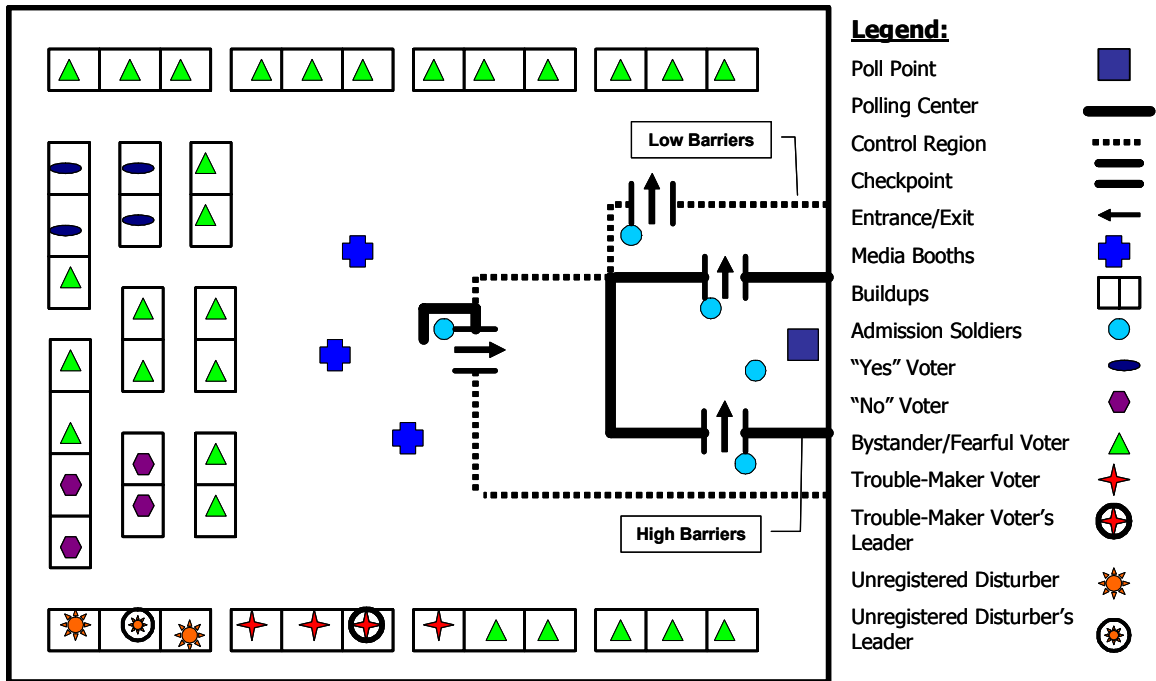 Low Barriers
High Barriers
Legend:
Poll Point
Polling Center
Control Region
Checkpoint
Entrance/Exit
Media Booths
Buildups
Admission Soldiers
“Yes” Voter
“No” Voter
Bystander/Fearful Voter
Trouble-Maker Voter
Trouble-Maker Voter’s
Leader
Unregistered Disturber
Unregistered Disturber’s
Leader